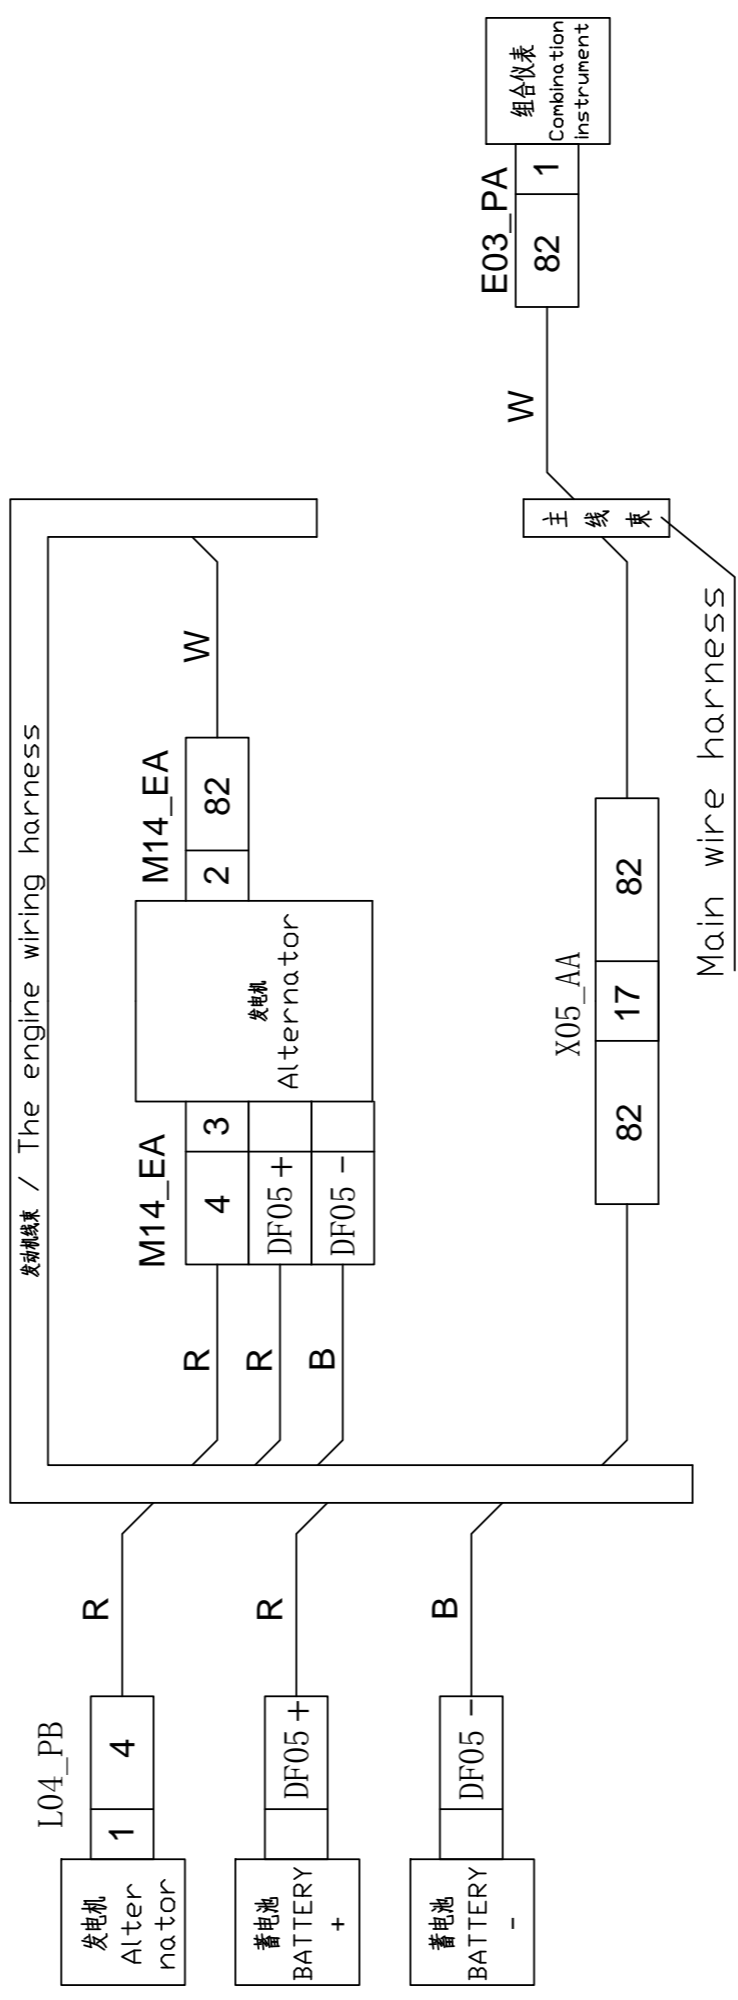 发动机线束 / The engine wiring harness
L04_PB
发电机
Alter
nator
1
4
R
蓄电池
BATTERY
+
DF05+
R
蓄电池
BATTERY
-
DF05-
B
M14_EA
R
4
3
R
DF05+
B
DF05-
发电机
Alternator
M14_EA
2
82
W
X05_AA
82
17
82
主线束
Main wire harness
W
E03_PA
82
1
组合仪表
Combination
instrument